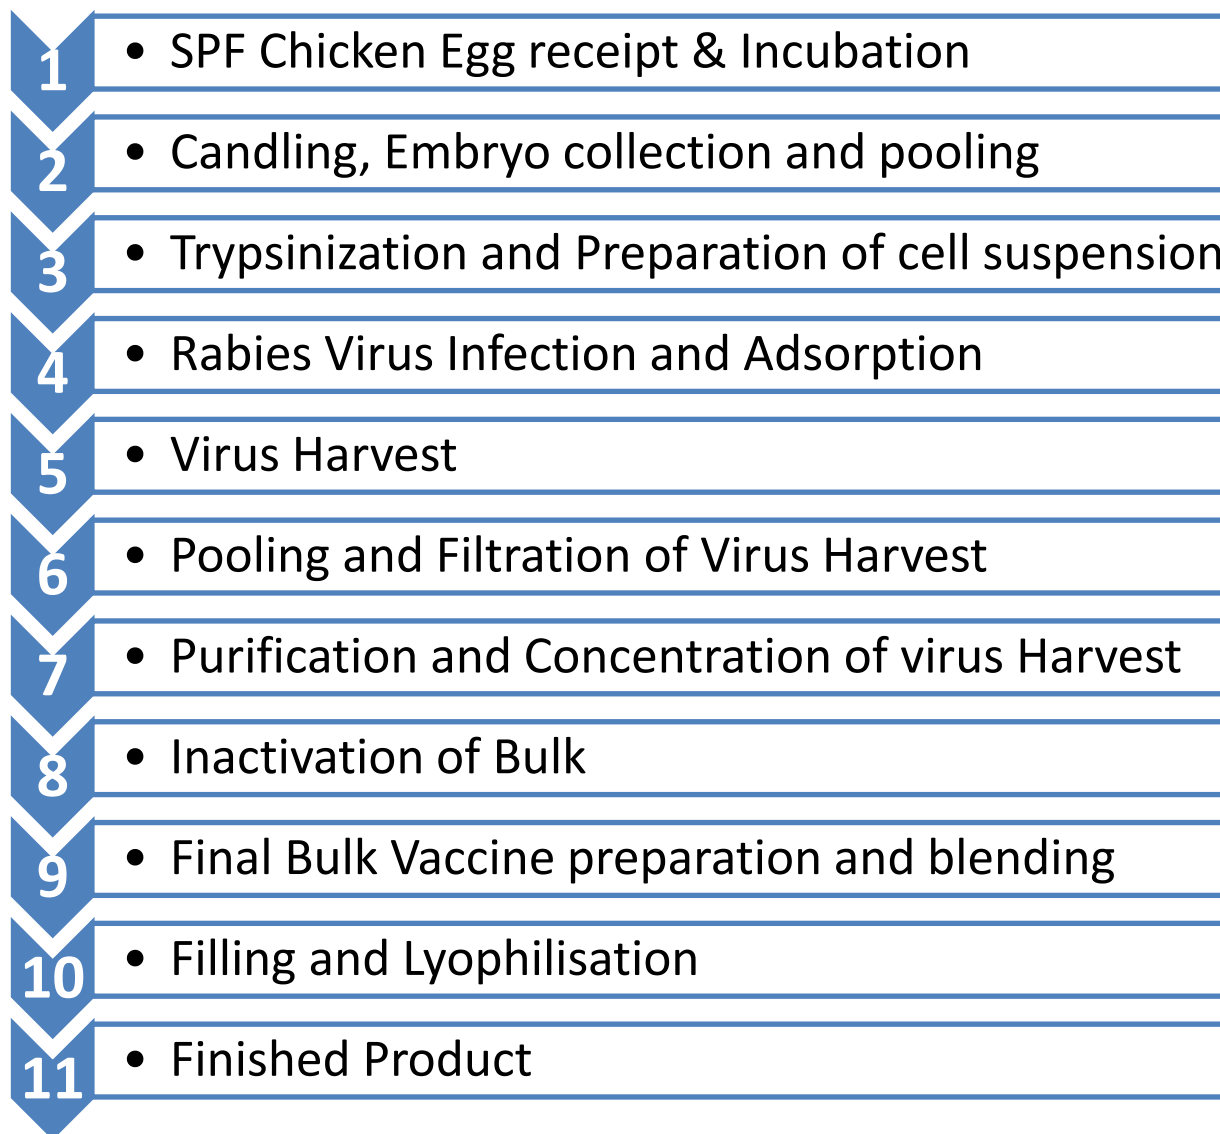 1 • SPF Chicken Egg receipt & Incubation
2 • Candling, Embryo collection and pooling
3 • Trypsinization and Preparation of cell suspension
4 • Rabies Virus Infection and Adsorption
5 • Virus Harvest
6 • Pooling and Filtration of Virus Harvest
7 • Purification and Concentration of virus Harvest
8 • Inactivation of Bulk
9 • Final Bulk Vaccine preparation and blending
10 • Filling and Lyophilisation
11 • Finished Product